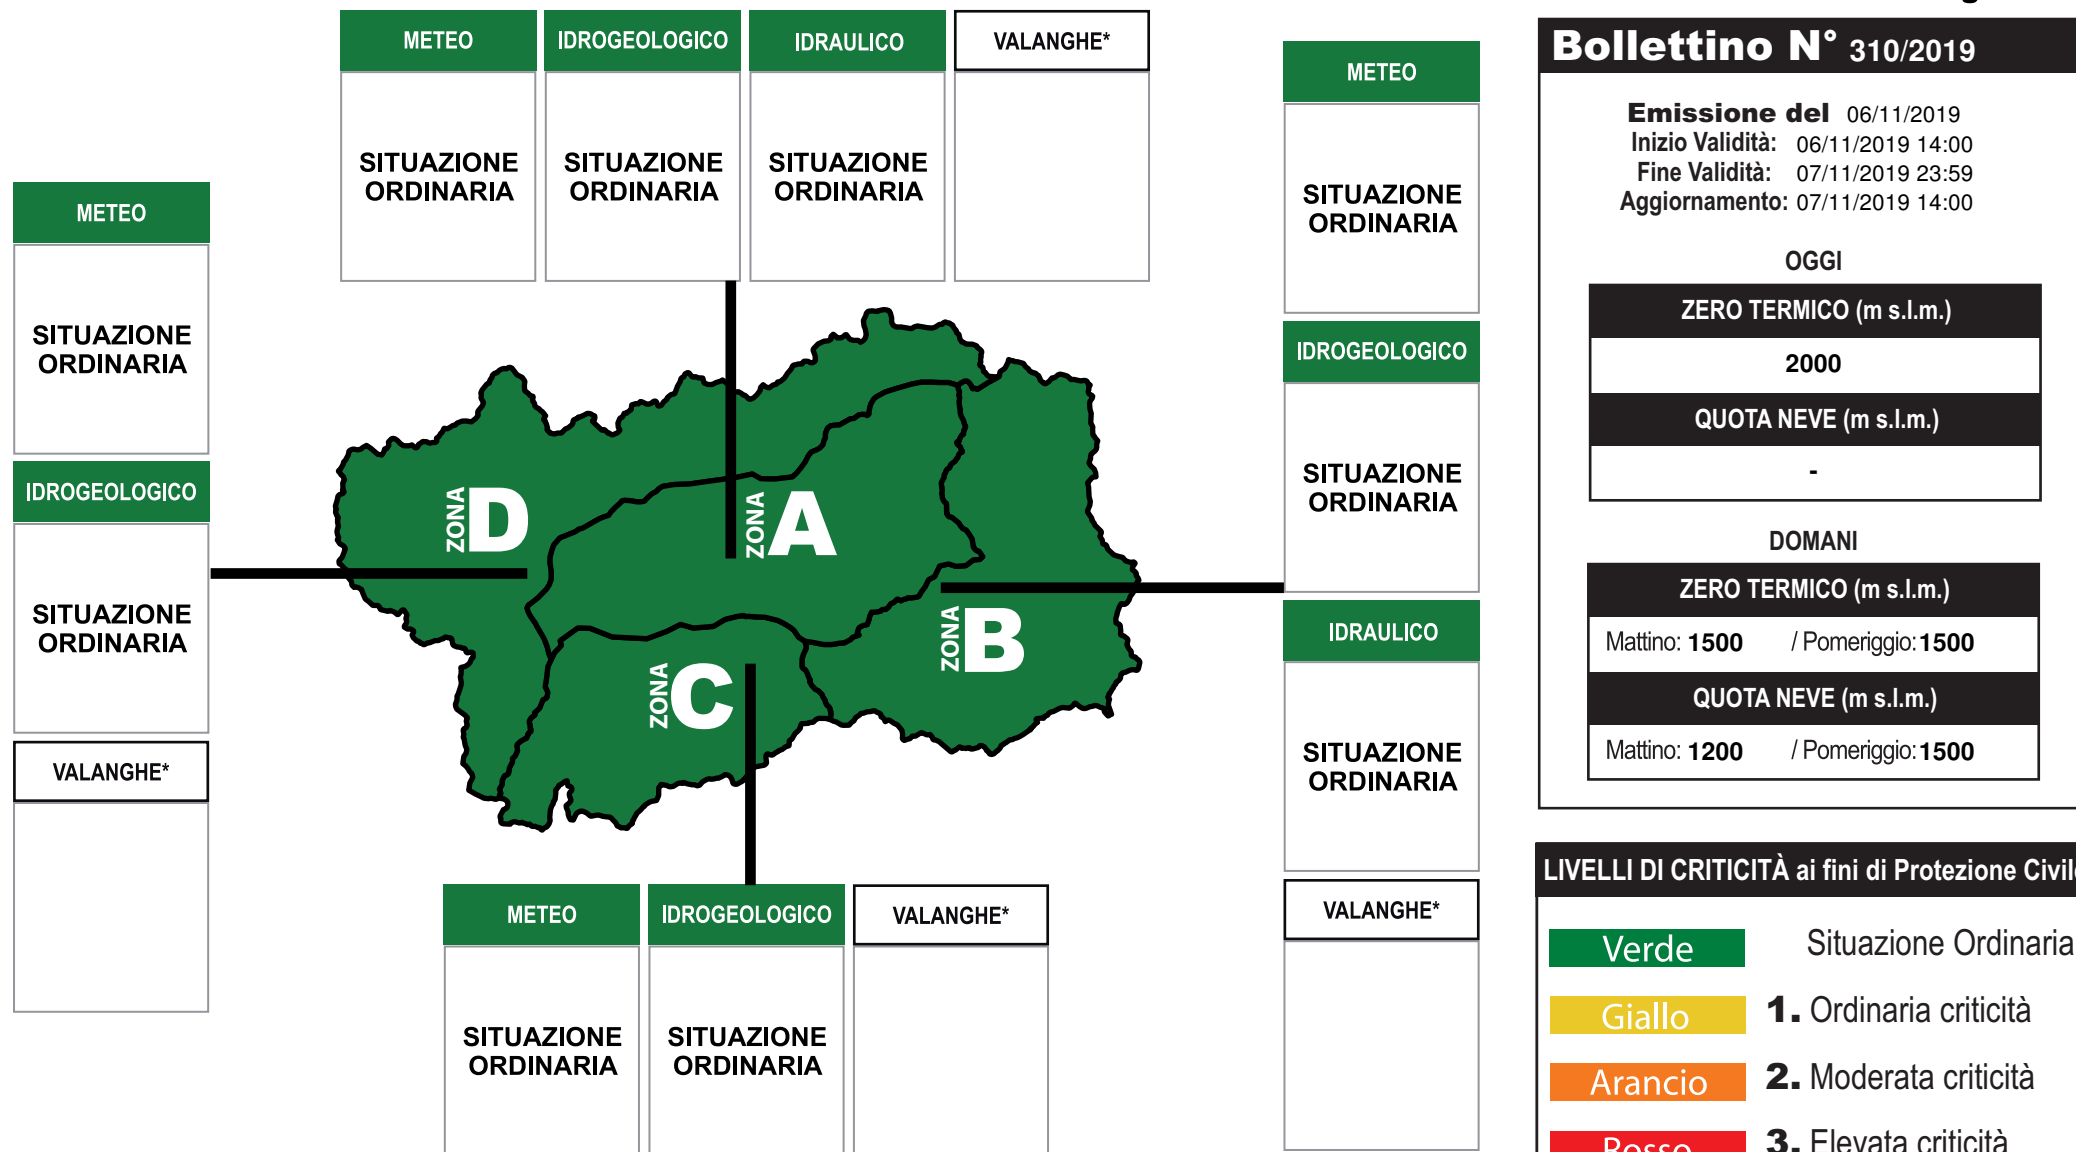 METEO
IDROGEOLOGICO
IDRAULICO
VALANGHE*
SITUAZIONE
ORDINARIA
SITUAZIONE
ORDINARIA
SITUAZIONE
ORDINARIA
METEO
SITUAZIONE
ORDINARIA
IDROGEOLOGICO
SITUAZIONE
ORDINARIA
VALANGHE*
ZONA D
ZONA A
ZONA B
ZONA C
METEO
SITUAZIONE
ORDINARIA
IDROGEOLOGICO
SITUAZIONE
ORDINARIA
IDRAULICO
SITUAZIONE
ORDINARIA
VALANGHE*
METEO
IDROGEOLOGICO
VALANGHE*
SITUAZIONE
ORDINARIA
SITUAZIONE
ORDINARIA
Bollettino N° 310/2019
Emissione del 06/11/2019
Inizio Validità: 06/11/2019 14:00
Fine Validità: 07/11/2019 23:59
Aggiornamento: 07/11/2019 14:00
OGGI
ZERO TERMICO (m s.l.m.)
2000
QUOTA NEVE (m s.l.m.)
-
DOMANI
ZERO TERMICO (m s.l.m.)
Mattino: 1500 / Pomeriggio: 1500
QUOTA NEVE (m s.l.m.)
Mattino: 1200 / Pomeriggio: 1500
LIVELLI DI CRITICITÀ ai fini di Protezione Civile
Verde Situazione Ordinaria
Giallo 1. Ordinaria criticità
Arancio 2. Moderata criticità
Rosso 3. Elevata criticità